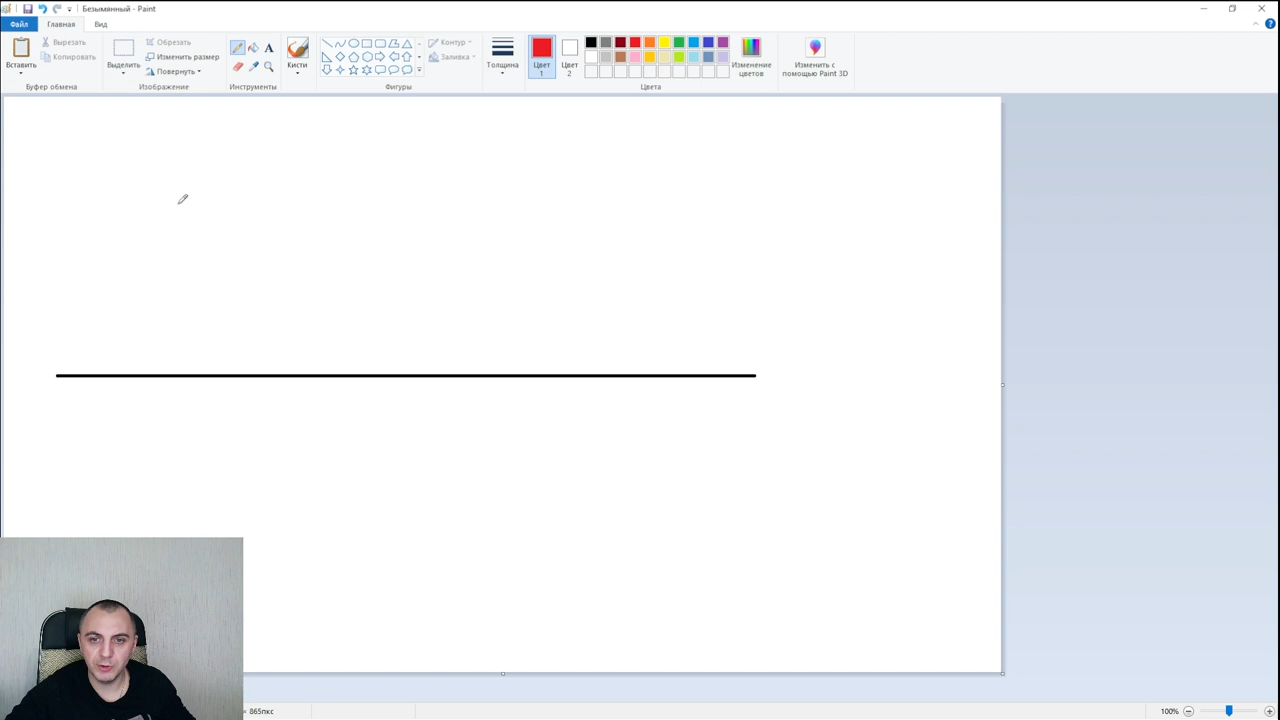 Безымянный - Paint
Файл Главная Вид
Вставить
Вырезать
Копировать
Буфер обмена
Выделить
Обрезать
Изменить размер
Повернуть
Изображение
A
Инструменты
Кисти
Контур
Заливка
Фигуры
Толщина
Цвет 1
Цвет 2
Изменение цветов
Цвета
Изменить с помощью Paint 3D
865пкс
100%